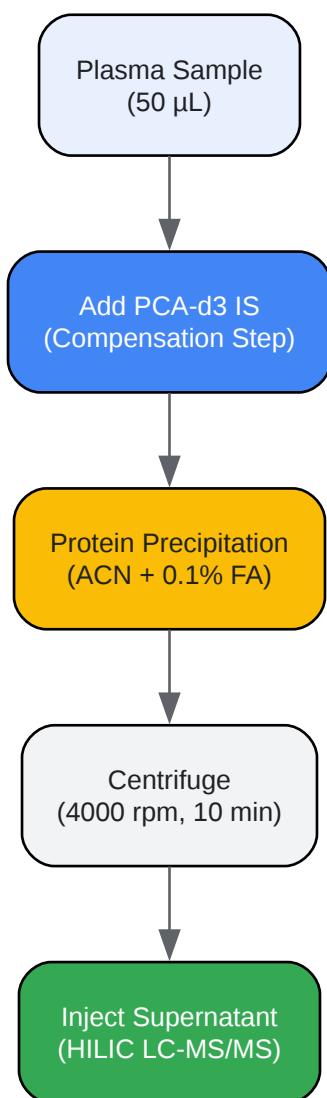 Plasma Sample
(50 µL)
Add PCA-d3 IS
(Compensation Step)
Protein Precipitation
(ACN + 0.1% FA)
Centrifuge
(4000 rpm, 10 min)
Inject Supernatant
(HILIC LC-MS/MS)